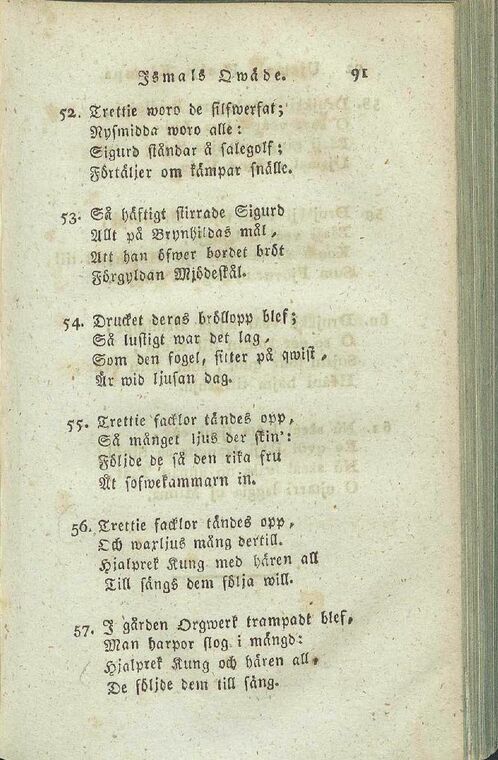 Ismals Qwäde. 91
52. Trettie woro de silfwerfat;
Nysmidda woro alle:
Sigurd ståndar å salegolf;
Förtäljer om kämpar snälle.
53. Så häftigt stirrade Sigurd
Allt på Brynhildas mål,
Att han öfwer bordet bröt
Förgyldan Mjödeskål.
54. Drucket deras bröllopp blef;
Så lustigt war det lag,
Som den fogel, sitter på qwist,
Är wid ljusan dag.
55. Trettie facklor tändes opp,
Så mänget ljus der skin':
Följde de så den rika fru
Åt sofwekammarn in.
56. Trettie facklor tändes opp,
Och waxljus mång dertill.
Hjalprek Kung med hären all
Till sängs dem följa will.
57. I gården Orgwerk trampadt blef,
Man harpor slog i mängd:
Hjalprek Kung och hären all,
De följde dem till säng.